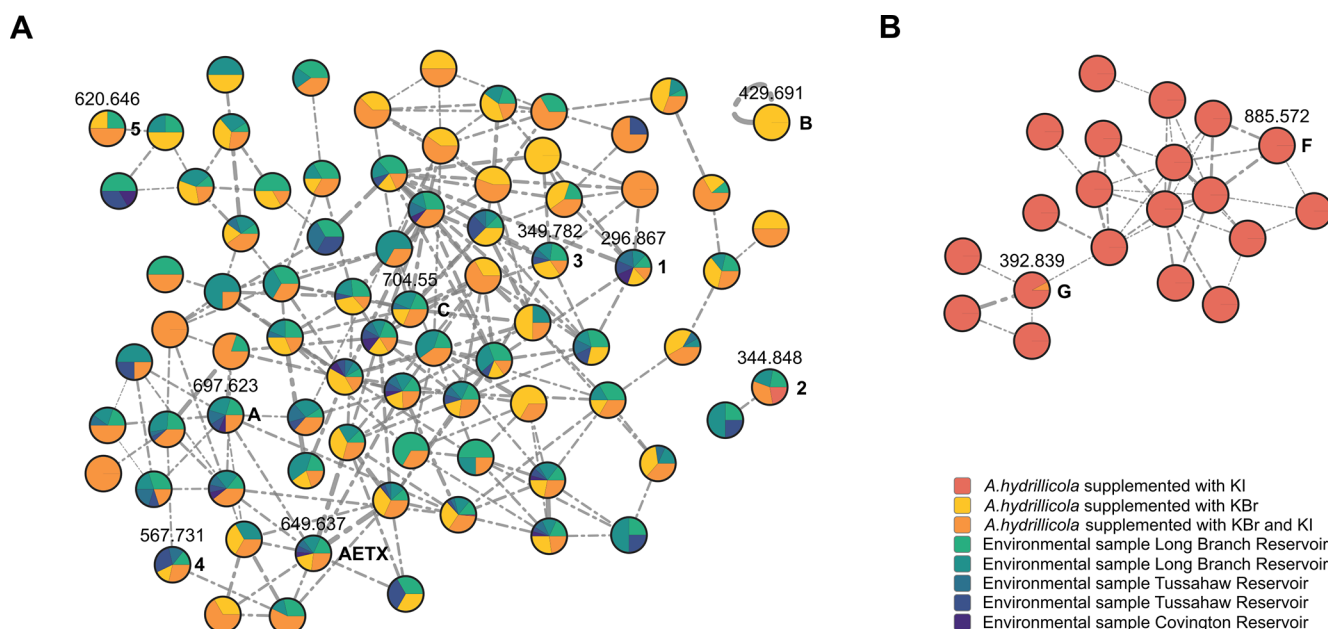 A
B
620.646
5
429.691
B
885.572
F
349.782
3
296.867
1
704.55
C
392.839
G
344.848
2
697.623
A
649.637
AETX
567.731
4
A.hydrillicola supplemented with KI
A.hydrillicola supplemented with KBr
A.hydrillicola supplemented with KBr and KI
Environmental sample Long Branch Reservoir
Environmental sample Long Branch Reservoir
Environmental sample Tussahaw Reservoir
Environmental sample Tussahaw Reservoir
Environmental sample Covington Reservoir